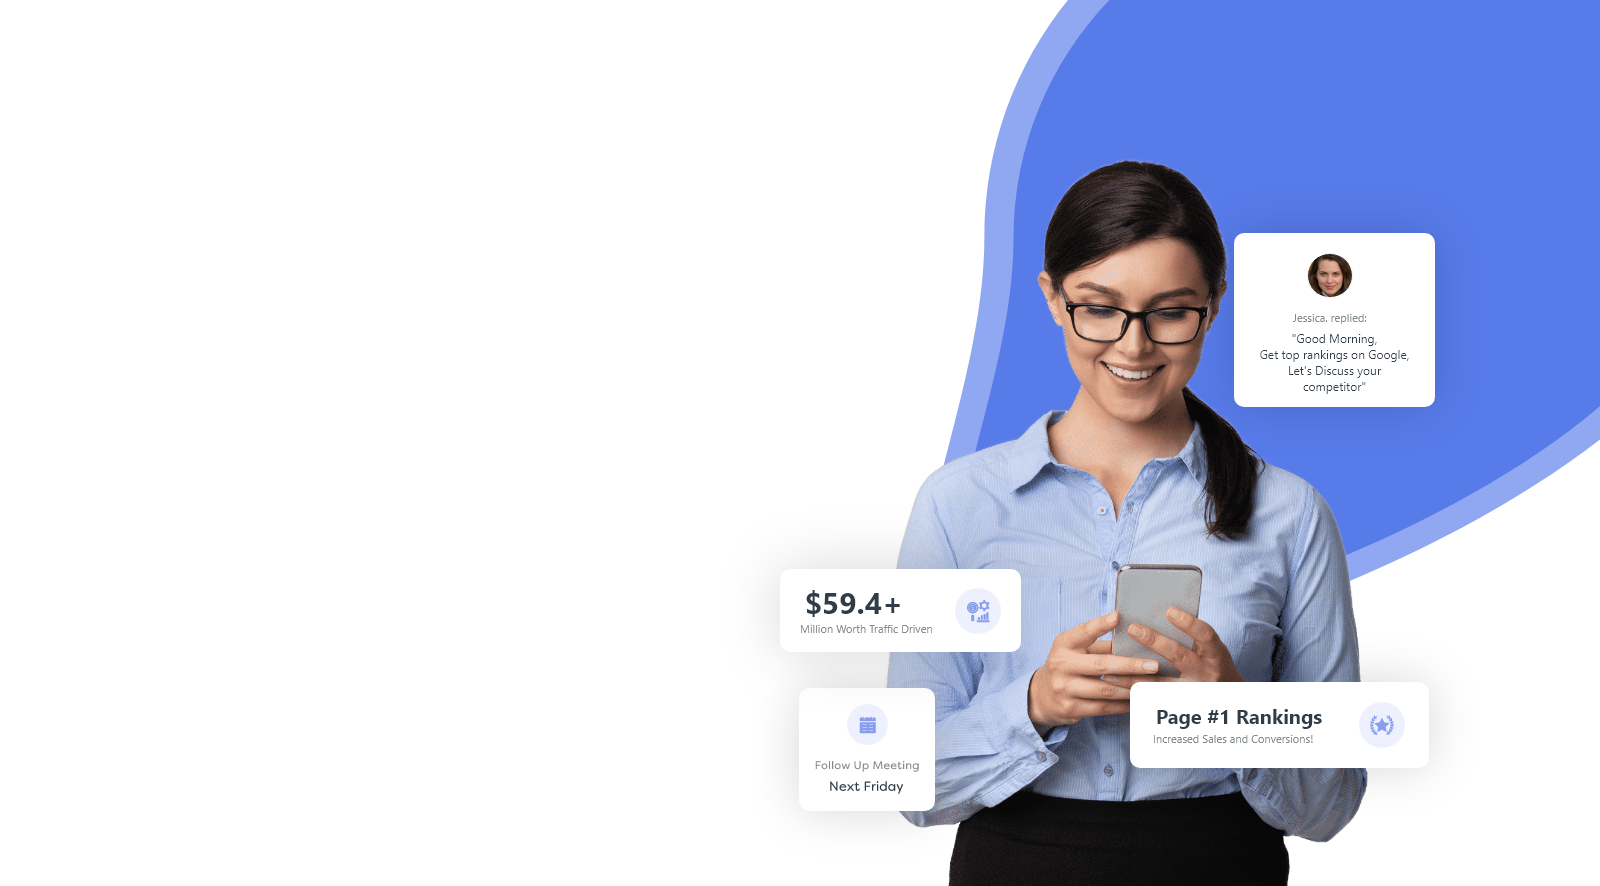 Jessica. replied:
"Good Morning,
Get top rankings on Google,
Let's Discuss your
competitor"
$59.4+
Million Worth Traffic Driven
Page #1 Rankings
Increased Sales and Conversions!
Follow Up Meeting
Next Friday